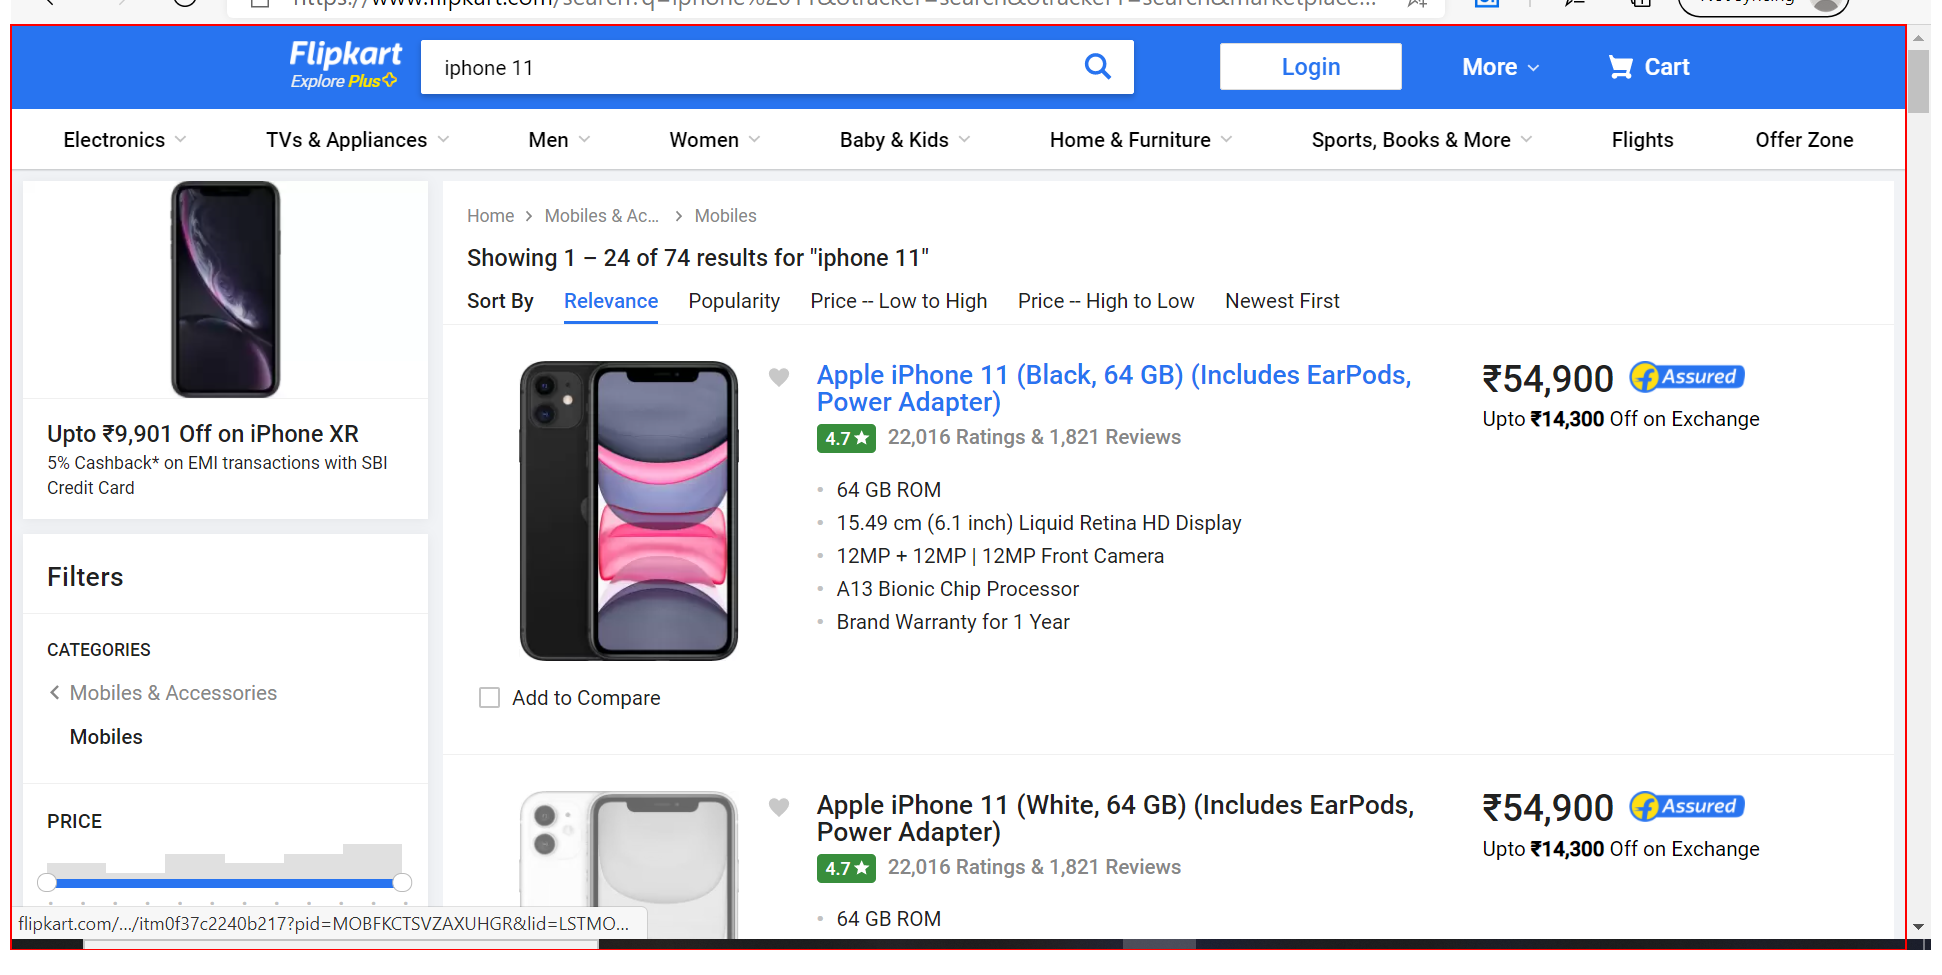 Flipkart
Explore Plus
iphone 11
Login
More
Cart
Electronics
TVs & Appliances
Men
Women
Baby & Kids
Home & Furniture
Sports, Books & More
Flights
Offer Zone
Upto ₹9,901 Off on iPhone XR
5% Cashback* on EMI transactions with SBI
Credit Card
Filters
CATEGORIES
Mobiles & Accessories
Mobiles
PRICE
Home > Mobiles & Ac... > Mobiles
Showing 1 – 24 of 74 results for "iphone 11"
Sort By Relevance Popularity Price -- Low to High Price -- High to Low Newest First
Apple iPhone 11 (Black, 64 GB) (Includes EarPods,
Power Adapter)
4.7★ 22,016 Ratings & 1,821 Reviews
• 64 GB ROM
• 15.49 cm (6.1 inch) Liquid Retina HD Display
• 12MP + 12MP | 12MP Front Camera
• A13 Bionic Chip Processor
• Brand Warranty for 1 Year
₹54,900 Assured
Upto ₹14,300 Off on Exchange
Add to Compare
Apple iPhone 11 (White, 64 GB) (Includes EarPods,
Power Adapter)
4.7★ 22,016 Ratings & 1,821 Reviews
• 64 GB ROM
₹54,900 Assured
Upto ₹14,300 Off on Exchange
flipkart.com/.../itm0f37c2240b217?pid=MOBFKCTSVZAXUHGR&lid=LSTMO...